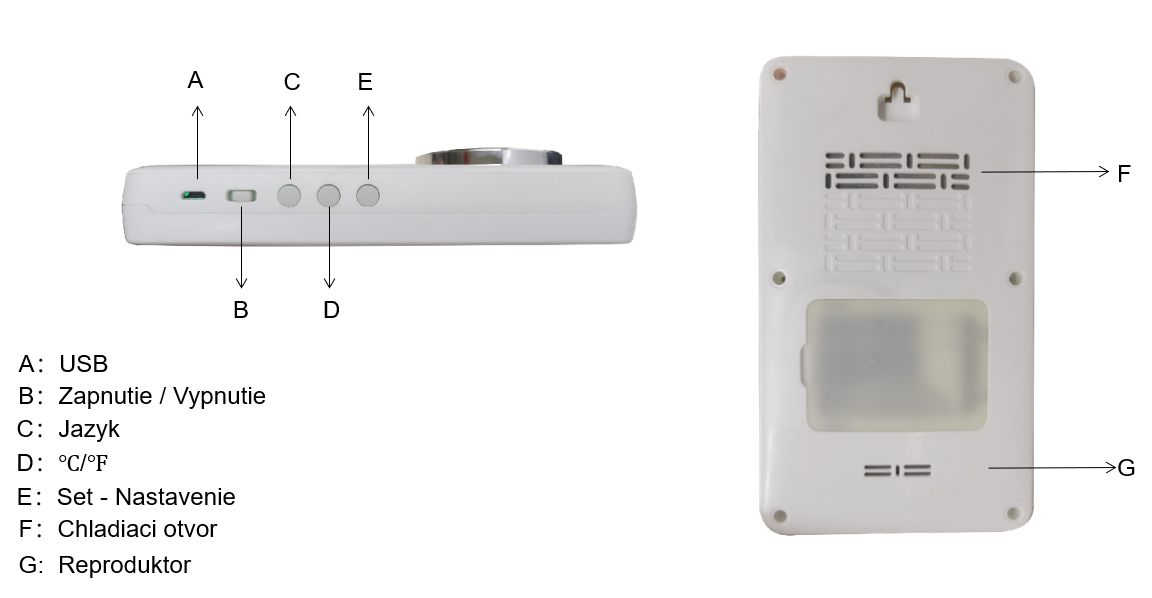 A
C
E
B
D
F
G
A： USB
B： Zapnutie / Vypnutie
C： Jazyk
D： ℃/℉
E： Set - Nastavenie
F： Chladiaci otvor
G: Reproduktor